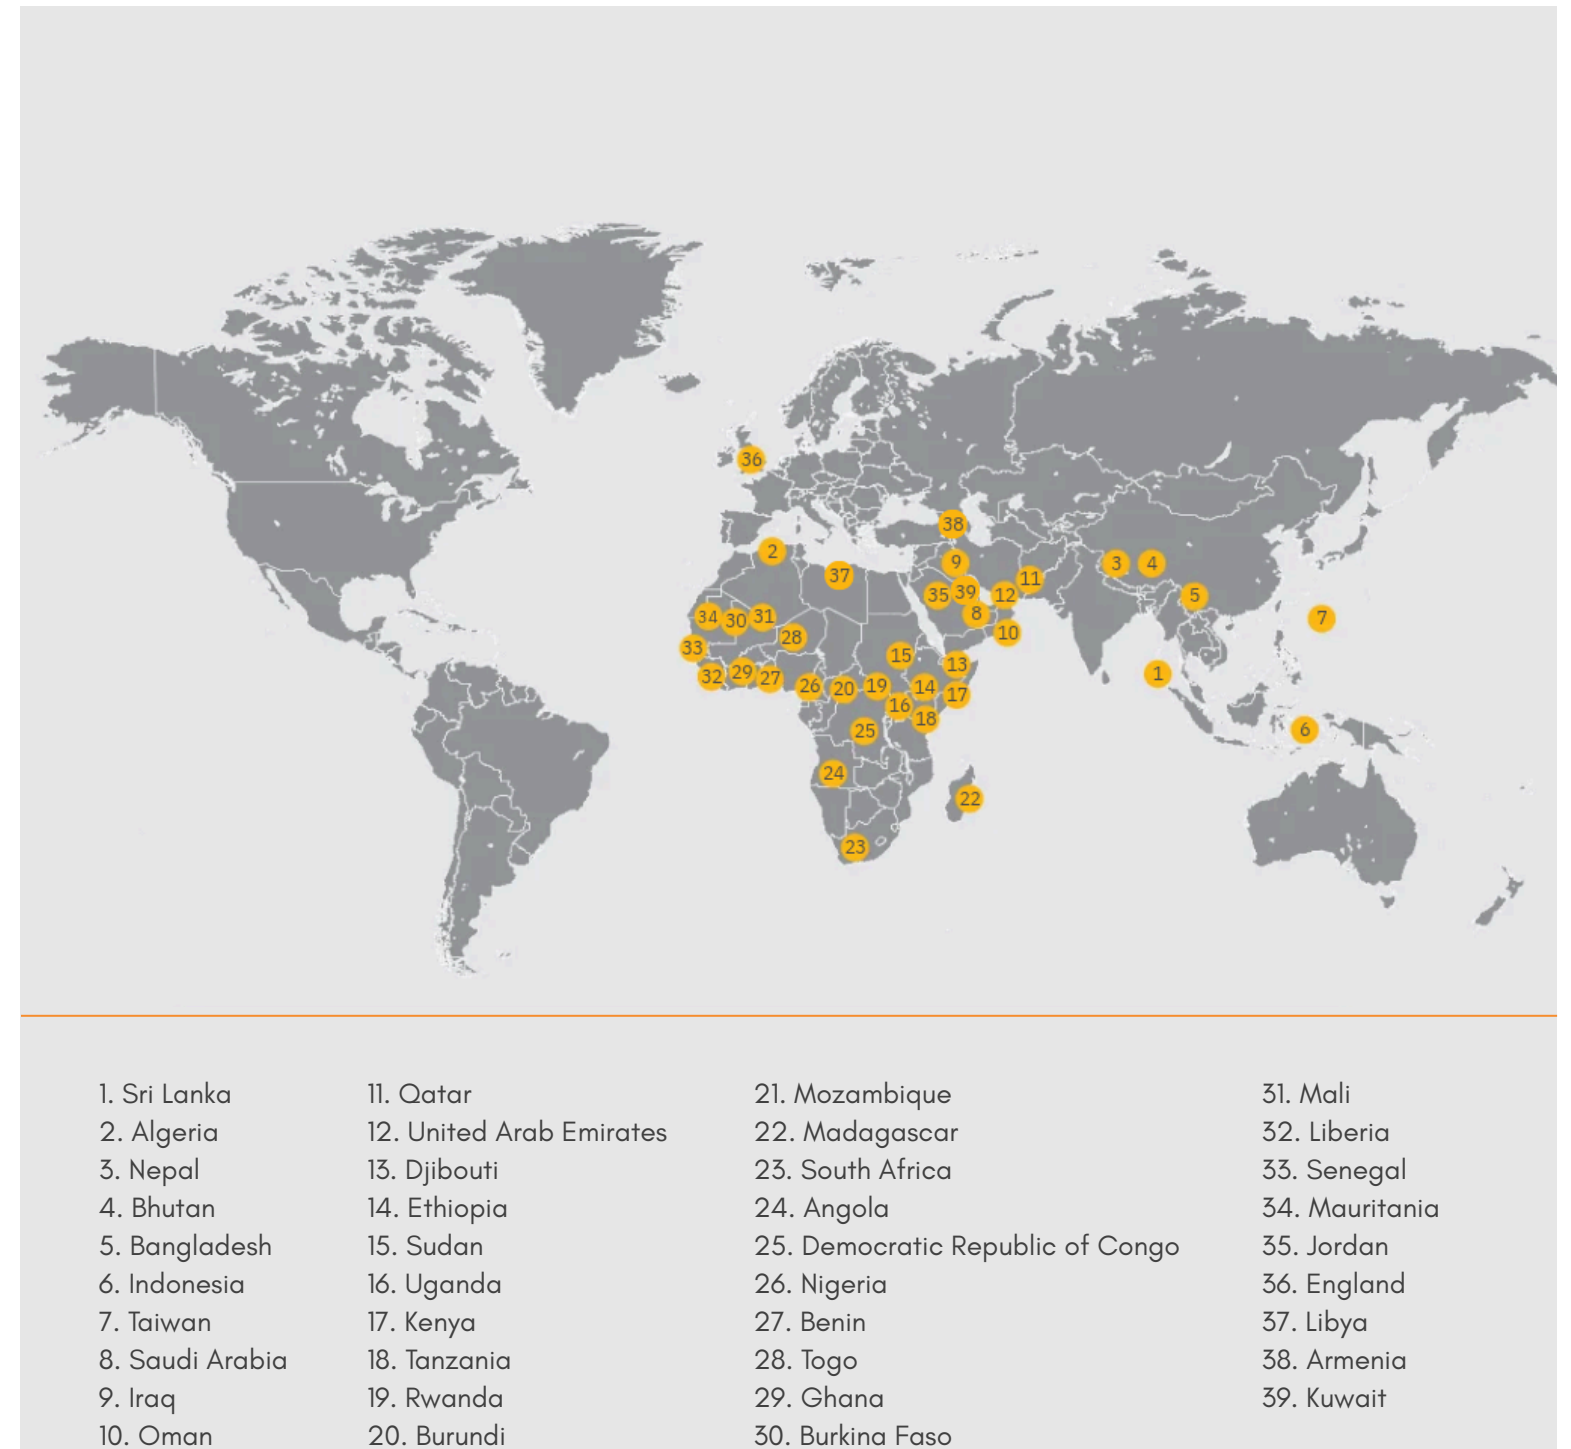 36
38
2
9
3
4
37
11
35
39
12
5
8
34
30
31
7
10
28
33
15
13
32
29
27
26
20
19
14
17
1
16
18
25
6
24
22
23
1. Sri Lanka
2. Algeria
3. Nepal
4. Bhutan
5. Bangladesh
6. Indonesia
7. Taiwan
8. Saudi Arabia
9. Iraq
10. Oman
11. Qatar
12. United Arab Emirates
13. Djibouti
14. Ethiopia
15. Sudan
16. Uganda
17. Kenya
18. Tanzania
19. Rwanda
20. Burundi
21. Mozambique
22. Madagascar
23. South Africa
24. Angola
25. Democratic Republic of Congo
26. Nigeria
27. Benin
28. Togo
29. Ghana
30. Burkina Faso
31. Mali
32. Liberia
33. Senegal
34. Mauritania
35. Jordan
36. England
37. Libya
38. Armenia
39. Kuwait